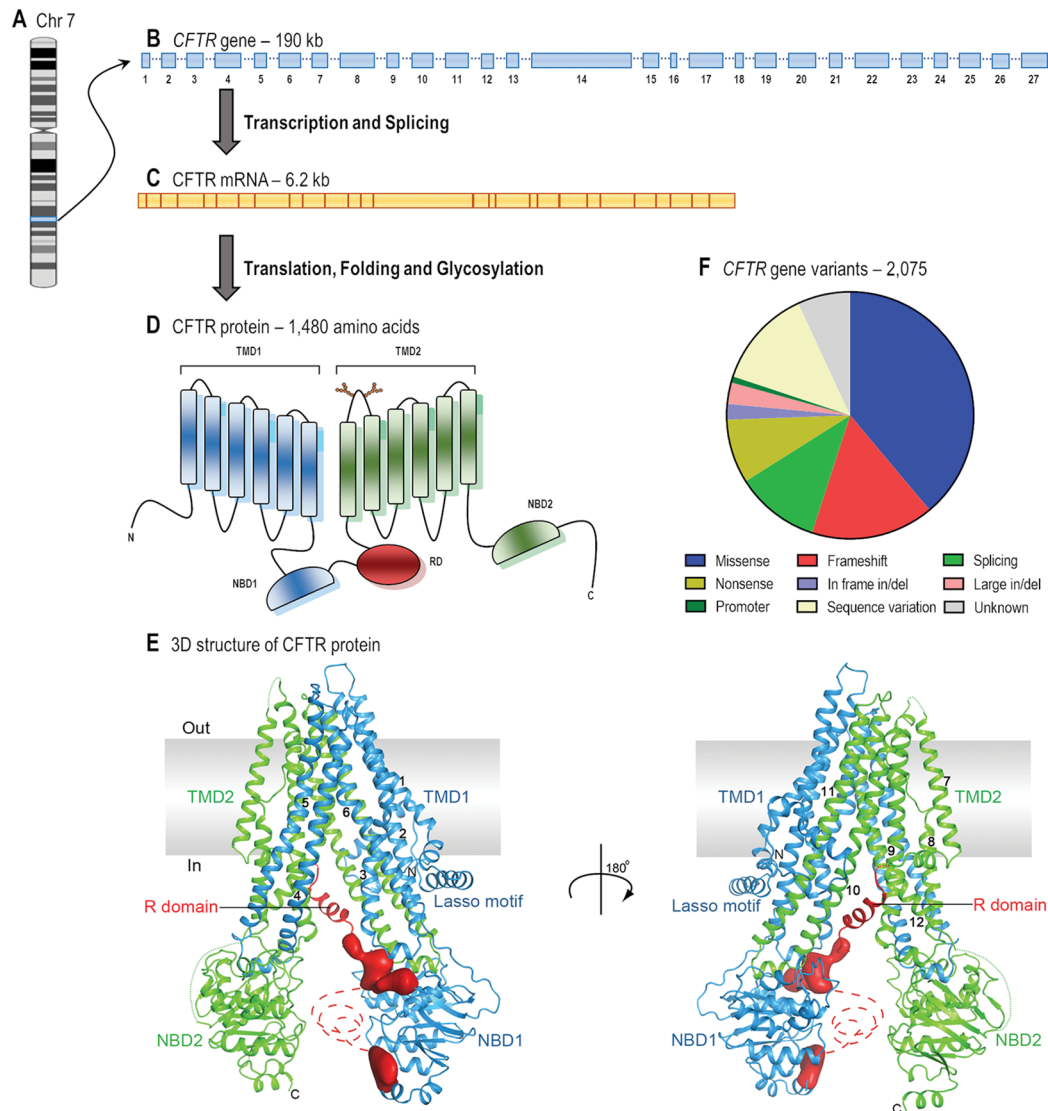 A Chr 7
B CFTR gene – 190 kb
1 2 3 4 5 6 7 8 9 10 11 12 13 14 15 16 17 18 19 20 21 22 23 24 25 26 27
Transcription and Splicing
C CFTR mRNA – 6.2 kb
Translation, Folding and Glycosylation
D CFTR protein – 1,480 amino acids
TMD1 TMD2
N
NBD1
RD
NBD2
C
F CFTR gene variants – 2,075
Missense Frameshift Splicing
Nonsense In frame in/del Large in/del
Promoter Sequence variation Unknown
E 3D structure of CFTR protein
Out
TMD2
In
R domain
NBD2
C
5
6
1
TMD1
2
3
N
4
Lasso motif
NBD1
180°
TMD1
11
7
TMD2
N
9
8
Lasso motif
10
R domain
12
NBD1
NBD2
C